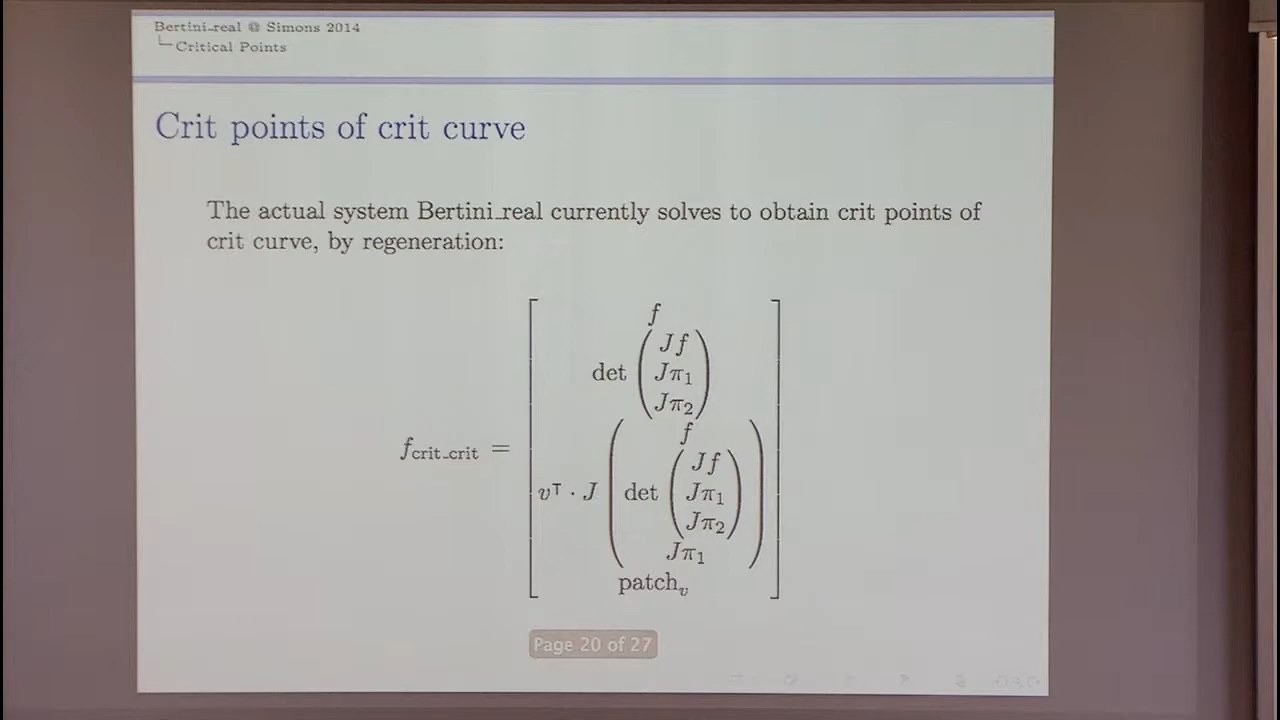 Bertini_real @ Simons 2014
Critical Points
Crit points of crit curve
The actual system Bertini_real currently solves to obtain crit points of
crit curve, by regeneration:
f
det ( Jf
Jπ₁
Jπ₂ )
f_crit_crit = [ vᵀ · J ( f
det ( Jf
Jπ₁
Jπ₂ )
Jπ₁ )
patch_v ]
Page 20 of 27